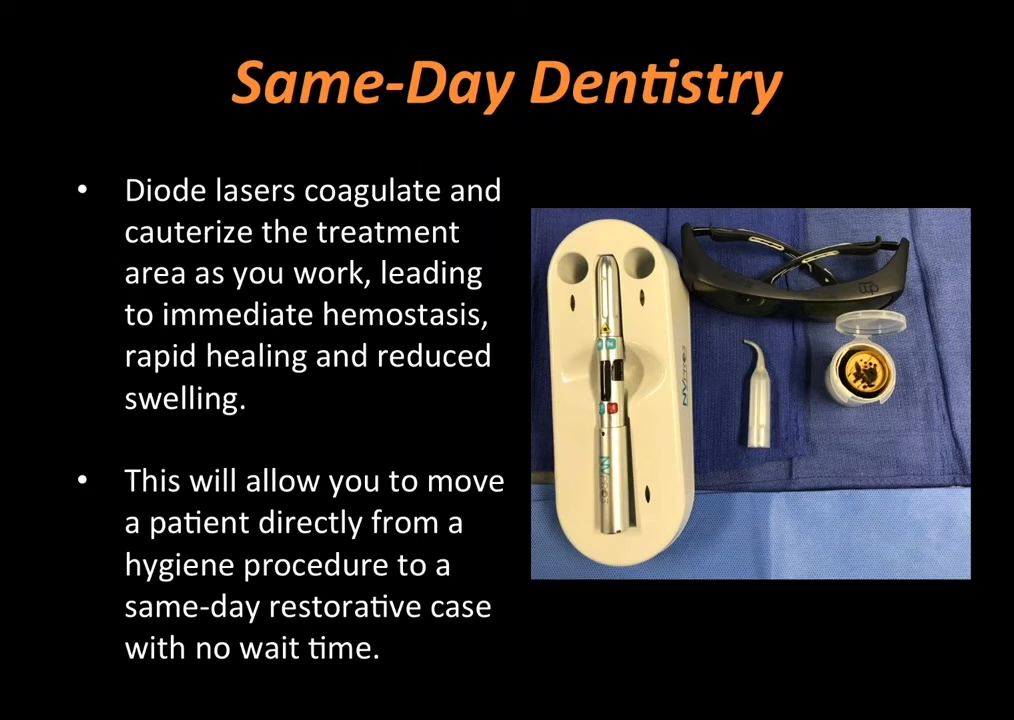 Same-Day Dentistry
• Diode lasers coagulate and
cauterize the treatment
area as you work, leading
to immediate hemostasis,
rapid healing and reduced
swelling.
• This will allow you to move
a patient directly from a
hygiene procedure to a
same-day restorative case
with no wait time.